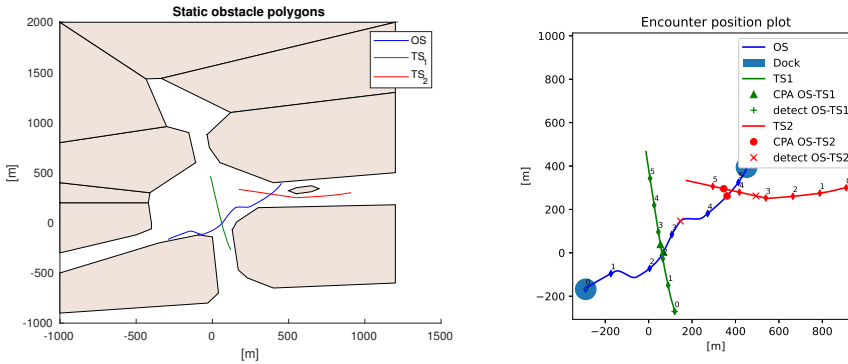 Static obstacle polygons
2000
1500
1000
500
0
-500
-1000
-1000
-500
0
500
1000
1500
[m]
[m]
OS
TS1
TS2
Encounter position plot
1000
800
600
400
200
0
−200
−200
0
200
400
600
800
[m]
[m]
OS
Dock
TS1
CPA OS-TS1
detect OS-TS1
TS2
CPA OS-TS2
detect OS-TS2
5
4
3
2
1
0
0
1
2
3
4
5
5
4
3
2
1